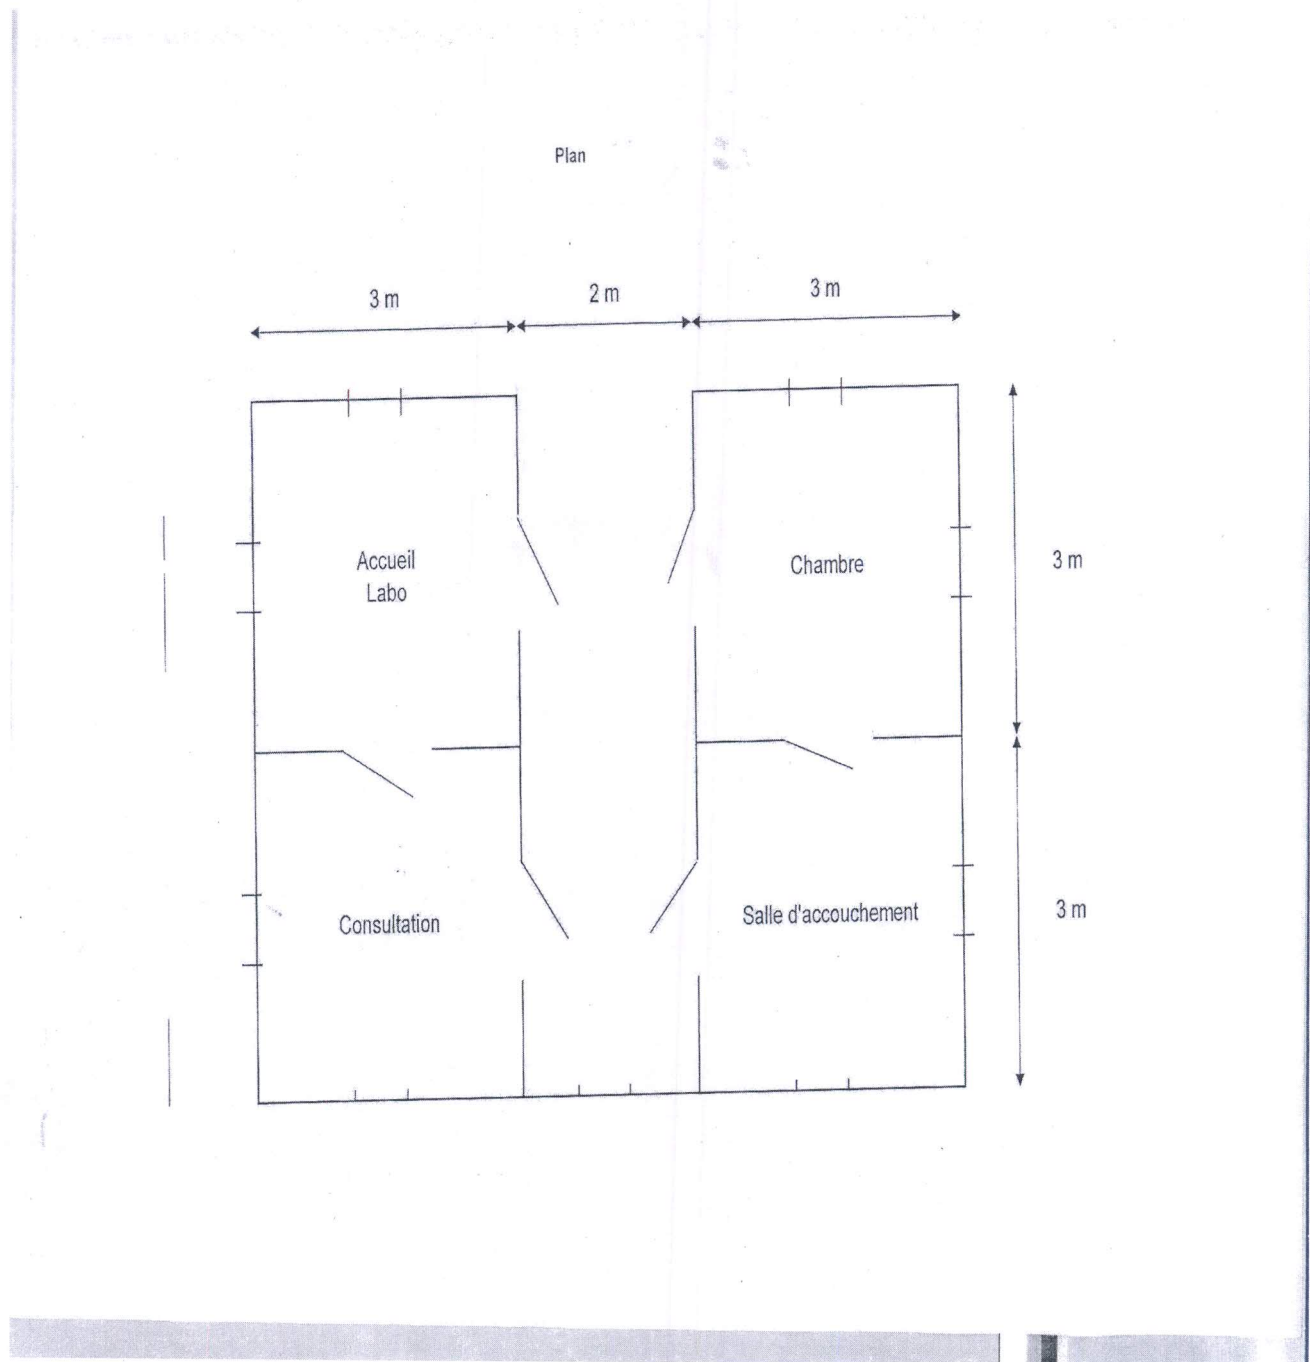 Plan
3 m
2 m
3 m
Accueil
Labo
Chambre
3 m
Consultation
Salle d'accouchement
3 m